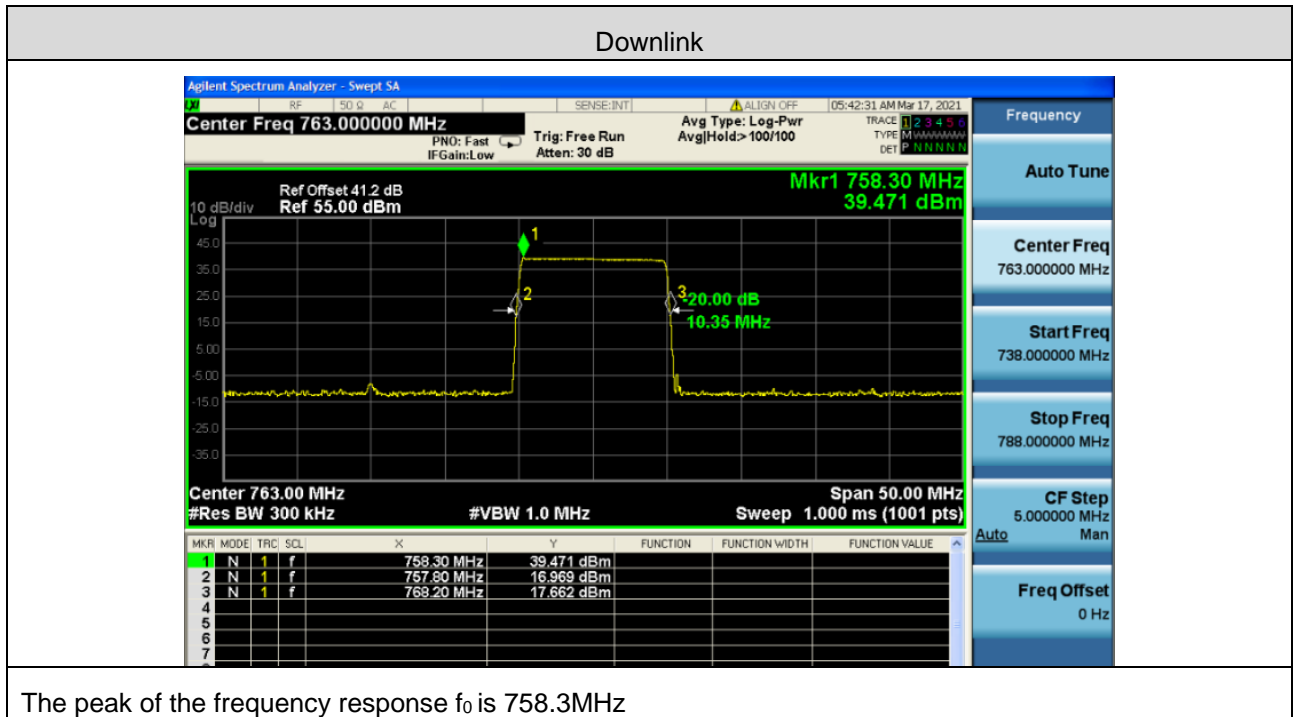 Downlink
Agilent Spectrum Analyzer - Swept SA
LXI RF 50 Ω AC SENSE:INT ALIGN OFF 05:42:31 AM Mar 17, 2021
Center Freq 763.000000 MHz
PNO: Fast
IFGain:Low
Trig: Free Run
Atten: 30 dB
Avg Type: Log-Pwr
Avg|Hold:> 100/100
TRACE 1 2 3 4 5 6
TYPE M
DET P N N N N N
Ref Offset 41.2 dB
10 dB/div Ref 55.00 dBm
Log
Mkr1 758.30 MHz
39.471 dBm
45.0
35.0
25.0
15.0
5.00
-5.00
-15.0
-25.0
-35.0
1
2
3
-20.00 dB
10.35 MHz
Center 763.00 MHz Span 50.00 MHz
#Res BW 300 kHz #VBW 1.0 MHz Sweep 1.000 ms (1001 pts)
MKR MODE TRC SCL X Y FUNCTION FUNCTION WIDTH FUNCTION VALUE
1 N 1 f 758.30 MHz 39.471 dBm
2 N 1 f 757.80 MHz 16.969 dBm
3 N 1 f 768.20 MHz 17.662 dBm
4
5
6
7
Frequency
Auto Tune
Center Freq
763.000000 MHz
Start Freq
738.000000 MHz
Stop Freq
788.000000 MHz
CF Step
5.000000 MHz
Auto Man
Freq Offset
0 Hz
The peak of the frequency response f₀ is 758.3MHz